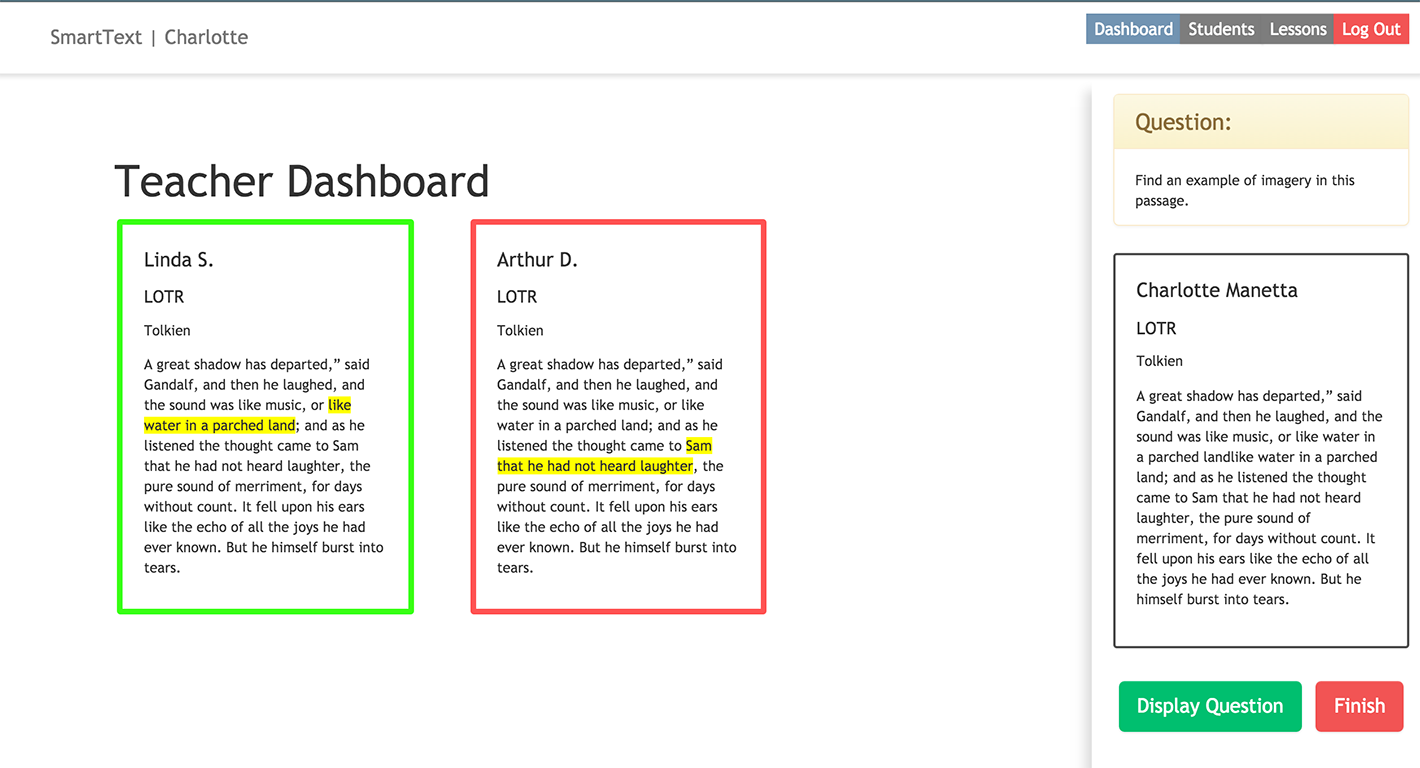 SmartText | Charlotte
Dashboard Students Lessons Log Out
Teacher Dashboard
Linda S.
LOTR
Tolkien
A great shadow has departed,” said
Gandalf, and then he laughed, and
the sound was like music, or like
water in a parched land; and as he
listened the thought came to Sam
that he had not heard laughter, the
pure sound of merriment, for days
without count. It fell upon his ears
like the echo of all the joys he had
ever known. But he himself burst into
tears.
Arthur D.
LOTR
Tolkien
A great shadow has departed,” said
Gandalf, and then he laughed, and
the sound was like music, or like
water in a parched land; and as he
listened the thought came to Sam
that he had not heard laughter, the
pure sound of merriment, for days
without count. It fell upon his ears
like the echo of all the joys he had
ever known. But he himself burst into
tears.
Question:
Find an example of imagery in this
passage.
Charlotte Manetta
LOTR
Tolkien
A great shadow has departed,” said
Gandalf, and then he laughed, and the
sound was like music, or like water in
a parched landlike water in a parched
land; and as he listened the thought
came to Sam that he had not heard
laughter, the pure sound of
merriment, for days without count. It
fell upon his ears like the echo of all
the joys he had ever known. But he
himself burst into tears.
Display Question Finish